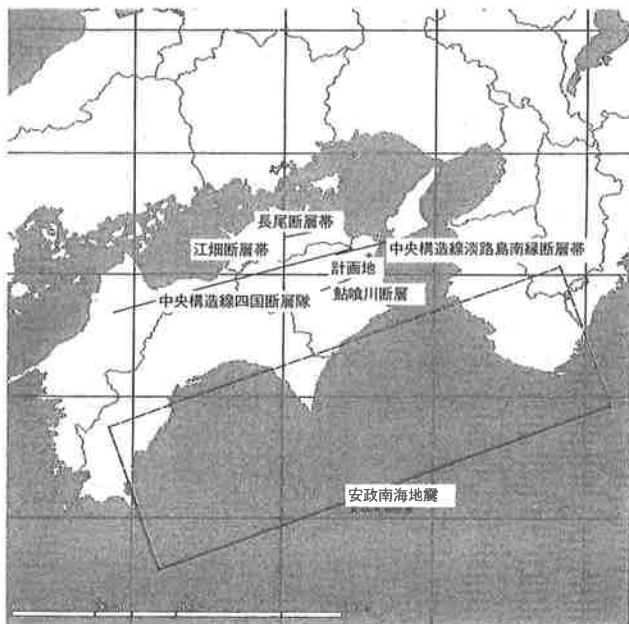 長尾断層帯
江畑断層帯
中央構造線淡路島南縁断層帯
計画地
中央構造線四国断層隊
鮎喰川断層
安政南海地震